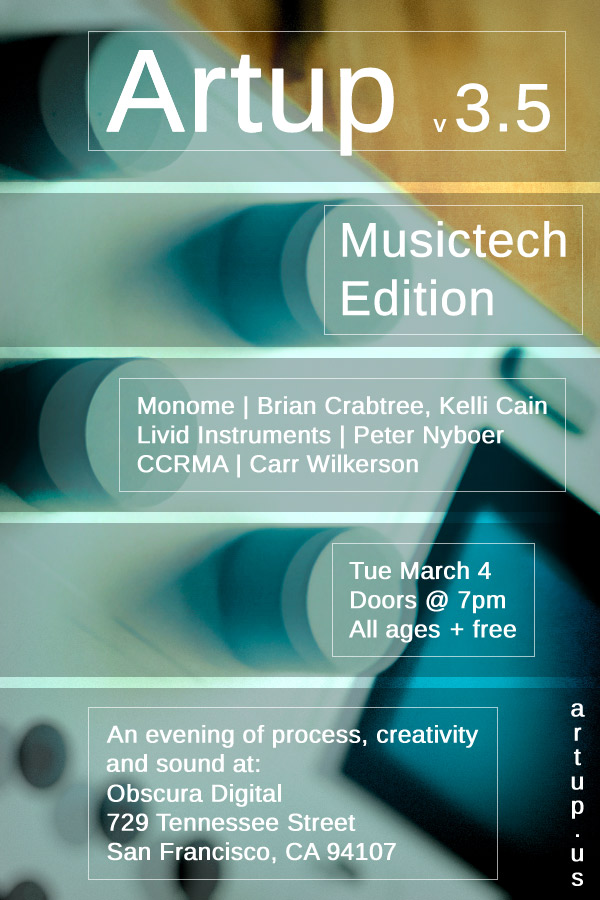 Artup v 3.5
Musictech
Edition
Monome | Brian Crabtree, Kelli Cain
Livid Instruments | Peter Nyboer
CCRMA | Carr Wilkerson
Tue March 4
Doors @ 7pm
All ages + free
An evening of process, creativity
and sound at:
Obscura Digital
729 Tennessee Street
San Francisco, CA 94107
artup.us